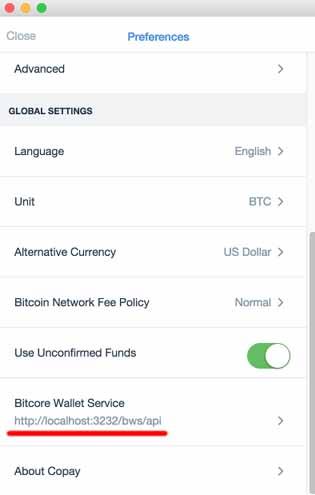 Close
Preferences
Advanced
GLOBAL SETTINGS
Language English
Unit BTC
Alternative Currency US Dollar
Bitcoin Network Fee Policy Normal
Use Unconfirmed Funds
Bitcore Wallet Service
http://localhost:3232/bws/api
About Copay